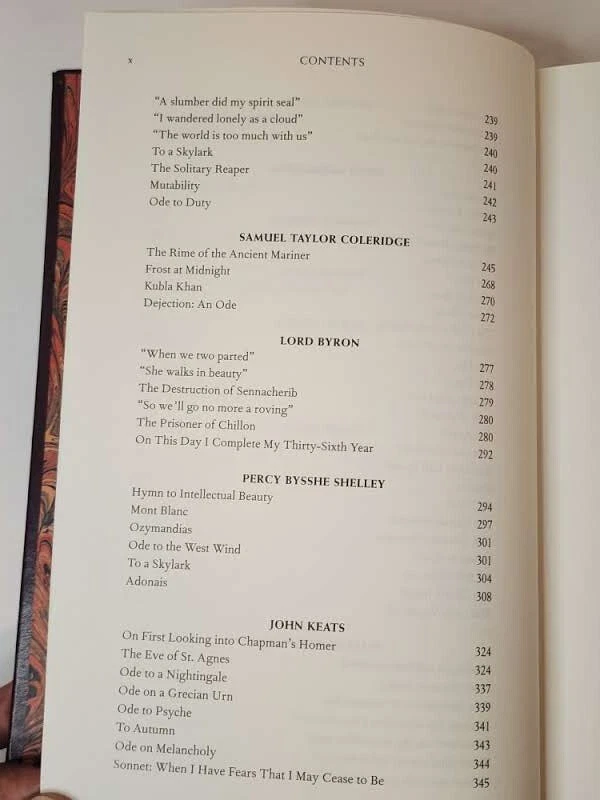 x CONTENTS
“A slumber did my spirit seal” 239
“I wandered lonely as a cloud” 239
“The world is too much with us” 240
To a Skylark 240
The Solitary Reaper 241
Mutability 242
Ode to Duty 243
SAMUEL TAYLOR COLERIDGE
The Rime of the Ancient Mariner 245
Frost at Midnight 268
Kubla Khan 270
Dejection: An Ode 272
LORD BYRON
“When we two parted” 277
“She walks in beauty” 278
The Destruction of Sennacherib 279
“So we’ll go no more a roving” 280
The Prisoner of Chillon 280
On This Day I Complete My Thirty-Sixth Year 292
PERCY BYSSHE SHELLEY
Hymn to Intellectual Beauty 294
Mont Blanc 297
Ozymandias 301
Ode to the West Wind 301
To a Skylark 304
Adonais 308
JOHN KEATS
On First Looking into Chapman’s Homer 324
The Eve of St. Agnes 324
Ode to a Nightingale 337
Ode on a Grecian Urn 339
Ode to Psyche 341
To Autumn 343
Ode on Melancholy 344
Sonnet: When I Have Fears That I May Cease to Be 345